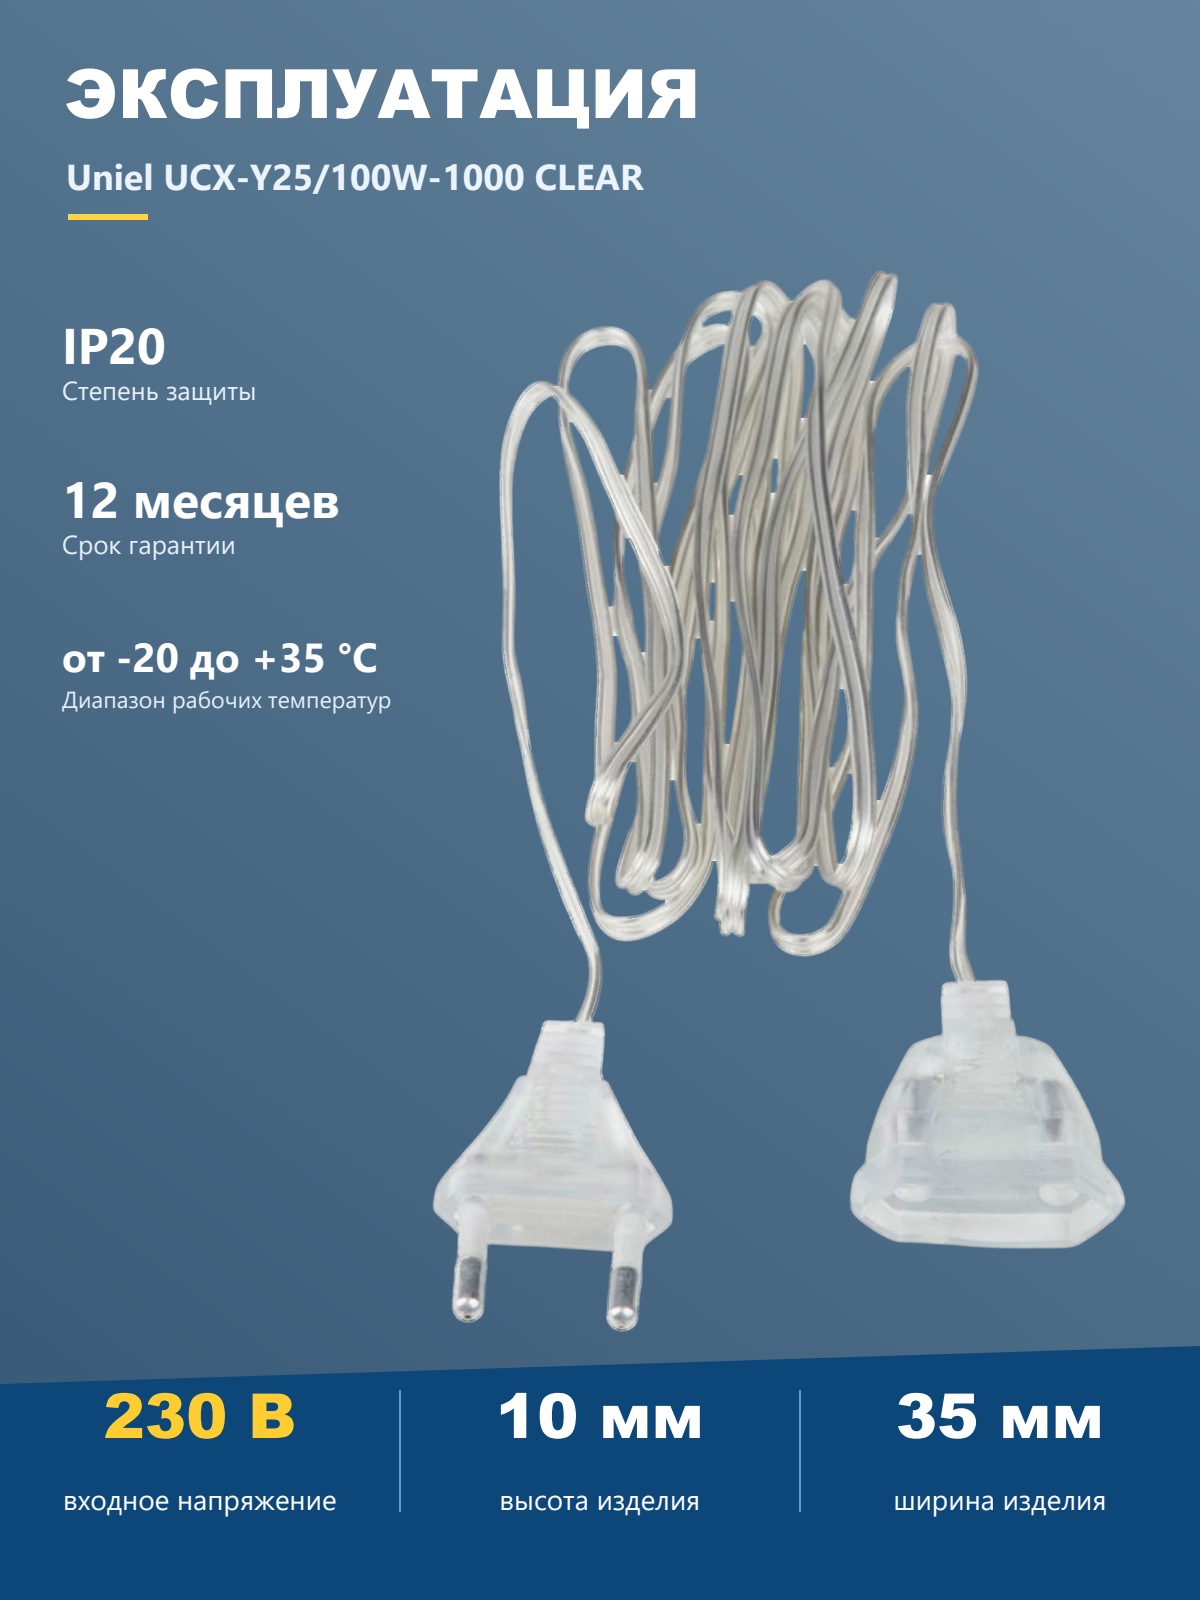 ЭКСПЛУАТАЦИЯ
Uniel UCX-Y25/100W-1000 CLEAR
IP20
Степень защиты
12 месяцев
Срок гарантии
от -20 до +35 °C
Диапазон рабочих температур
230 В
входное напряжение
10 мм
высота изделия
35 мм
ширина изделия